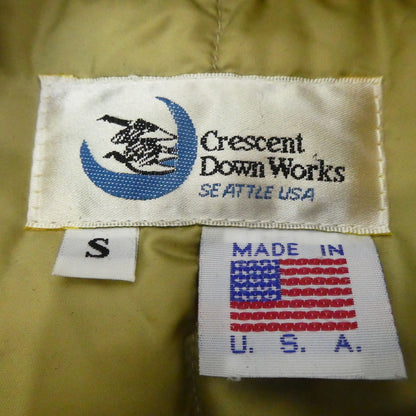 Crescent
Down Works
SEATTLE USA
S
MADE IN
U. S. A.